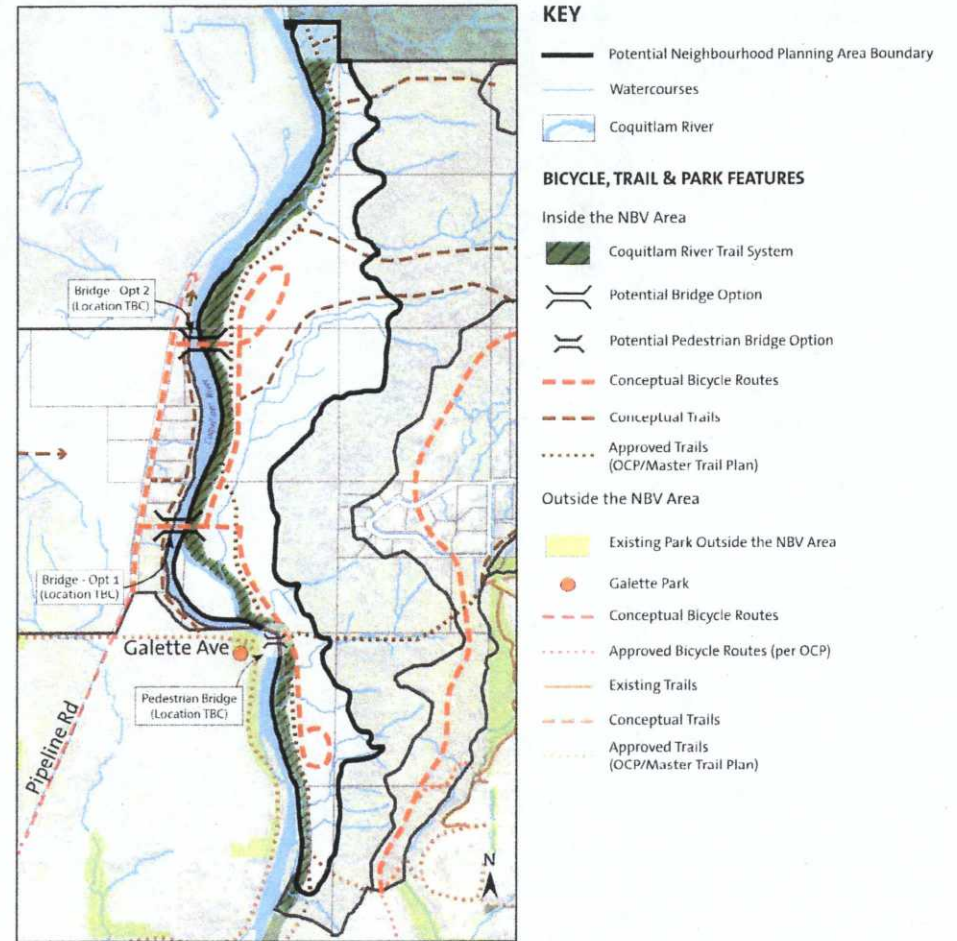 KEY
Potential Neighbourhood Planning Area Boundary
Watercourses
Coquitlam River
BICYCLE, TRAIL & PARK FEATURES
Inside the NBV Area
Coquitlam River Trail System
Potential Bridge Option
Potential Pedestrian Bridge Option
Conceptual Bicycle Routes
Conceptual Trails
Approved Trails
(OCP/Master Trail Plan)
Outside the NBV Area
Existing Park Outside the NBV Area
Galette Park
Conceptual Bicycle Routes
Approved Bicycle Routes (per OCP)
Existing Trails
Conceptual Trails
Approved Trails
(OCP/Master Trail Plan)
Bridge - Opt 2
(Location TBC)
Coquitlam River
Bridge - Opt 1
(Location TBC)
Galette Ave
Pedestrian Bridge
(Location TBC)
Pipeline Rd
N